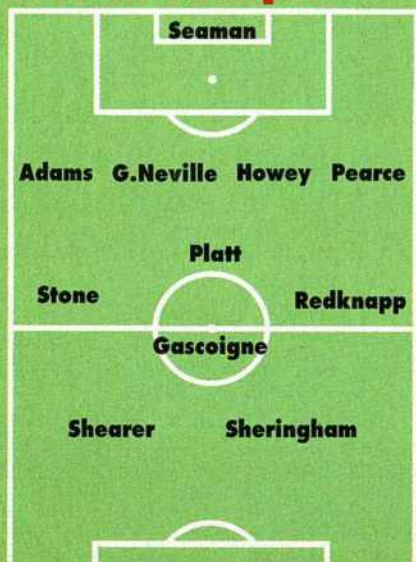 Seaman
Adams G.Neville Howey Pearce
Platt
Stone Redknapp
Gascoigne
Shearer Sheringham